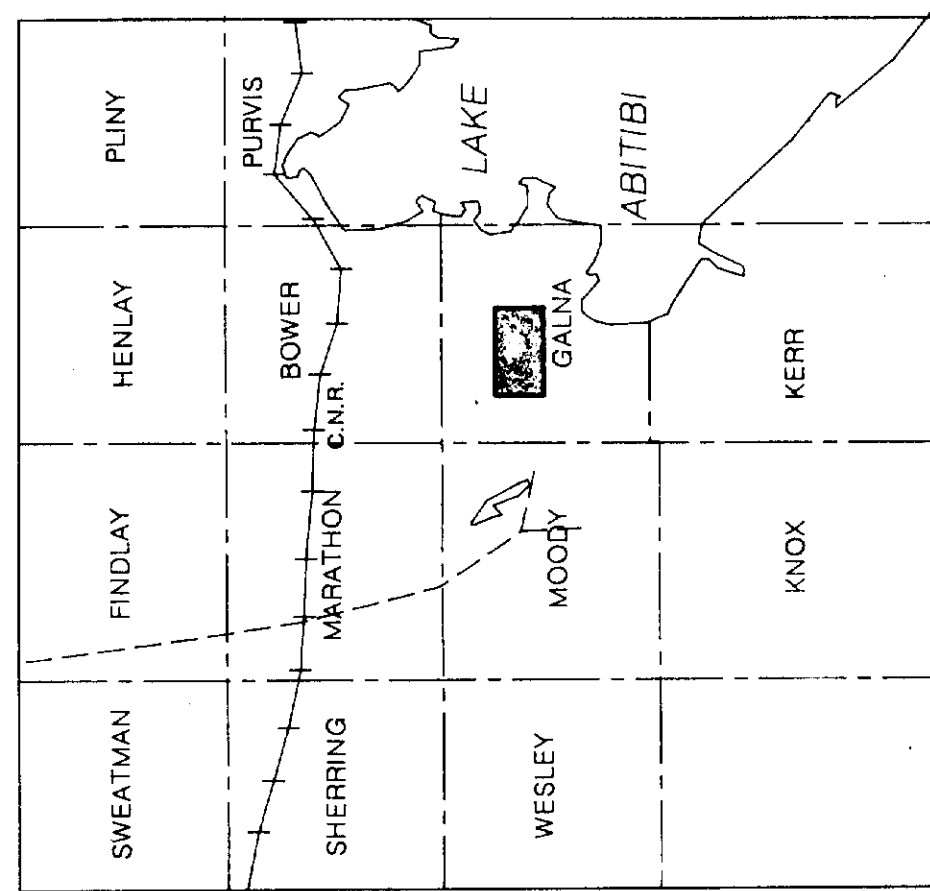 PLINY
PURVIS
LAKE
ABITIBI
HENLAY
BOWER
C.N.R.
GALNA
KERR
FINDLAY
MARATHON
MOODY
KNOX
SWEATMAN
SHERRING
WESLEY